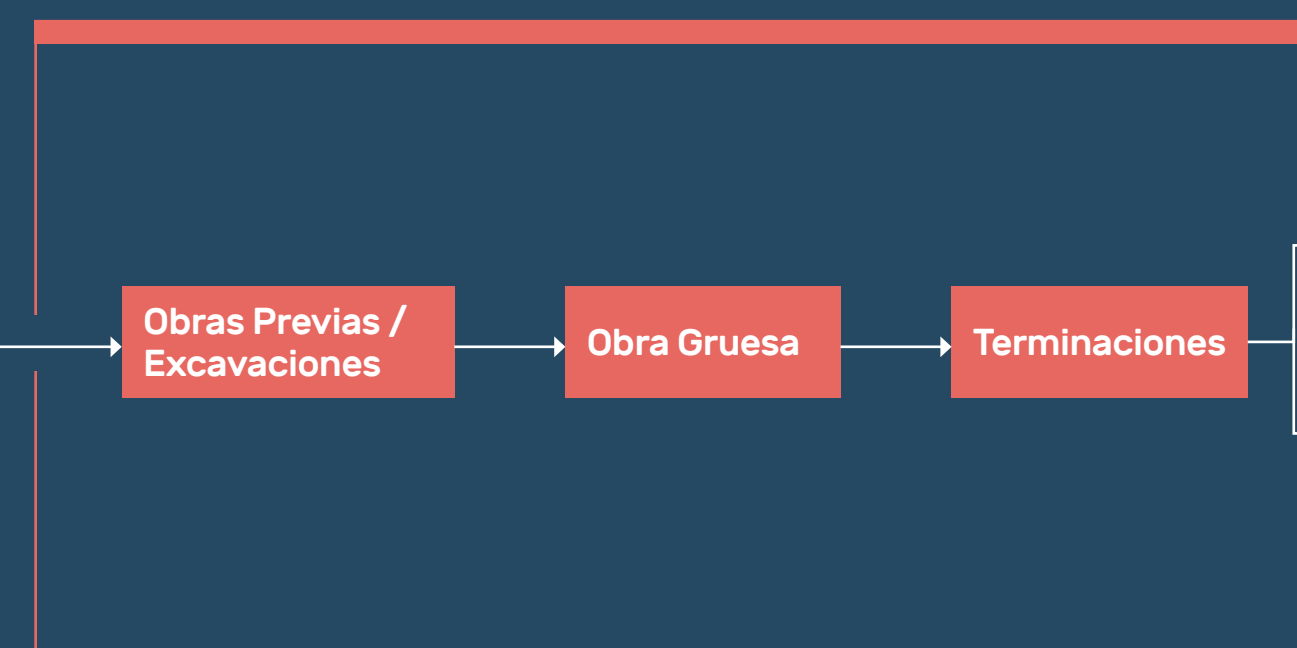 Obras Previas /
Excavaciones
Obra Gruesa
Terminaciones